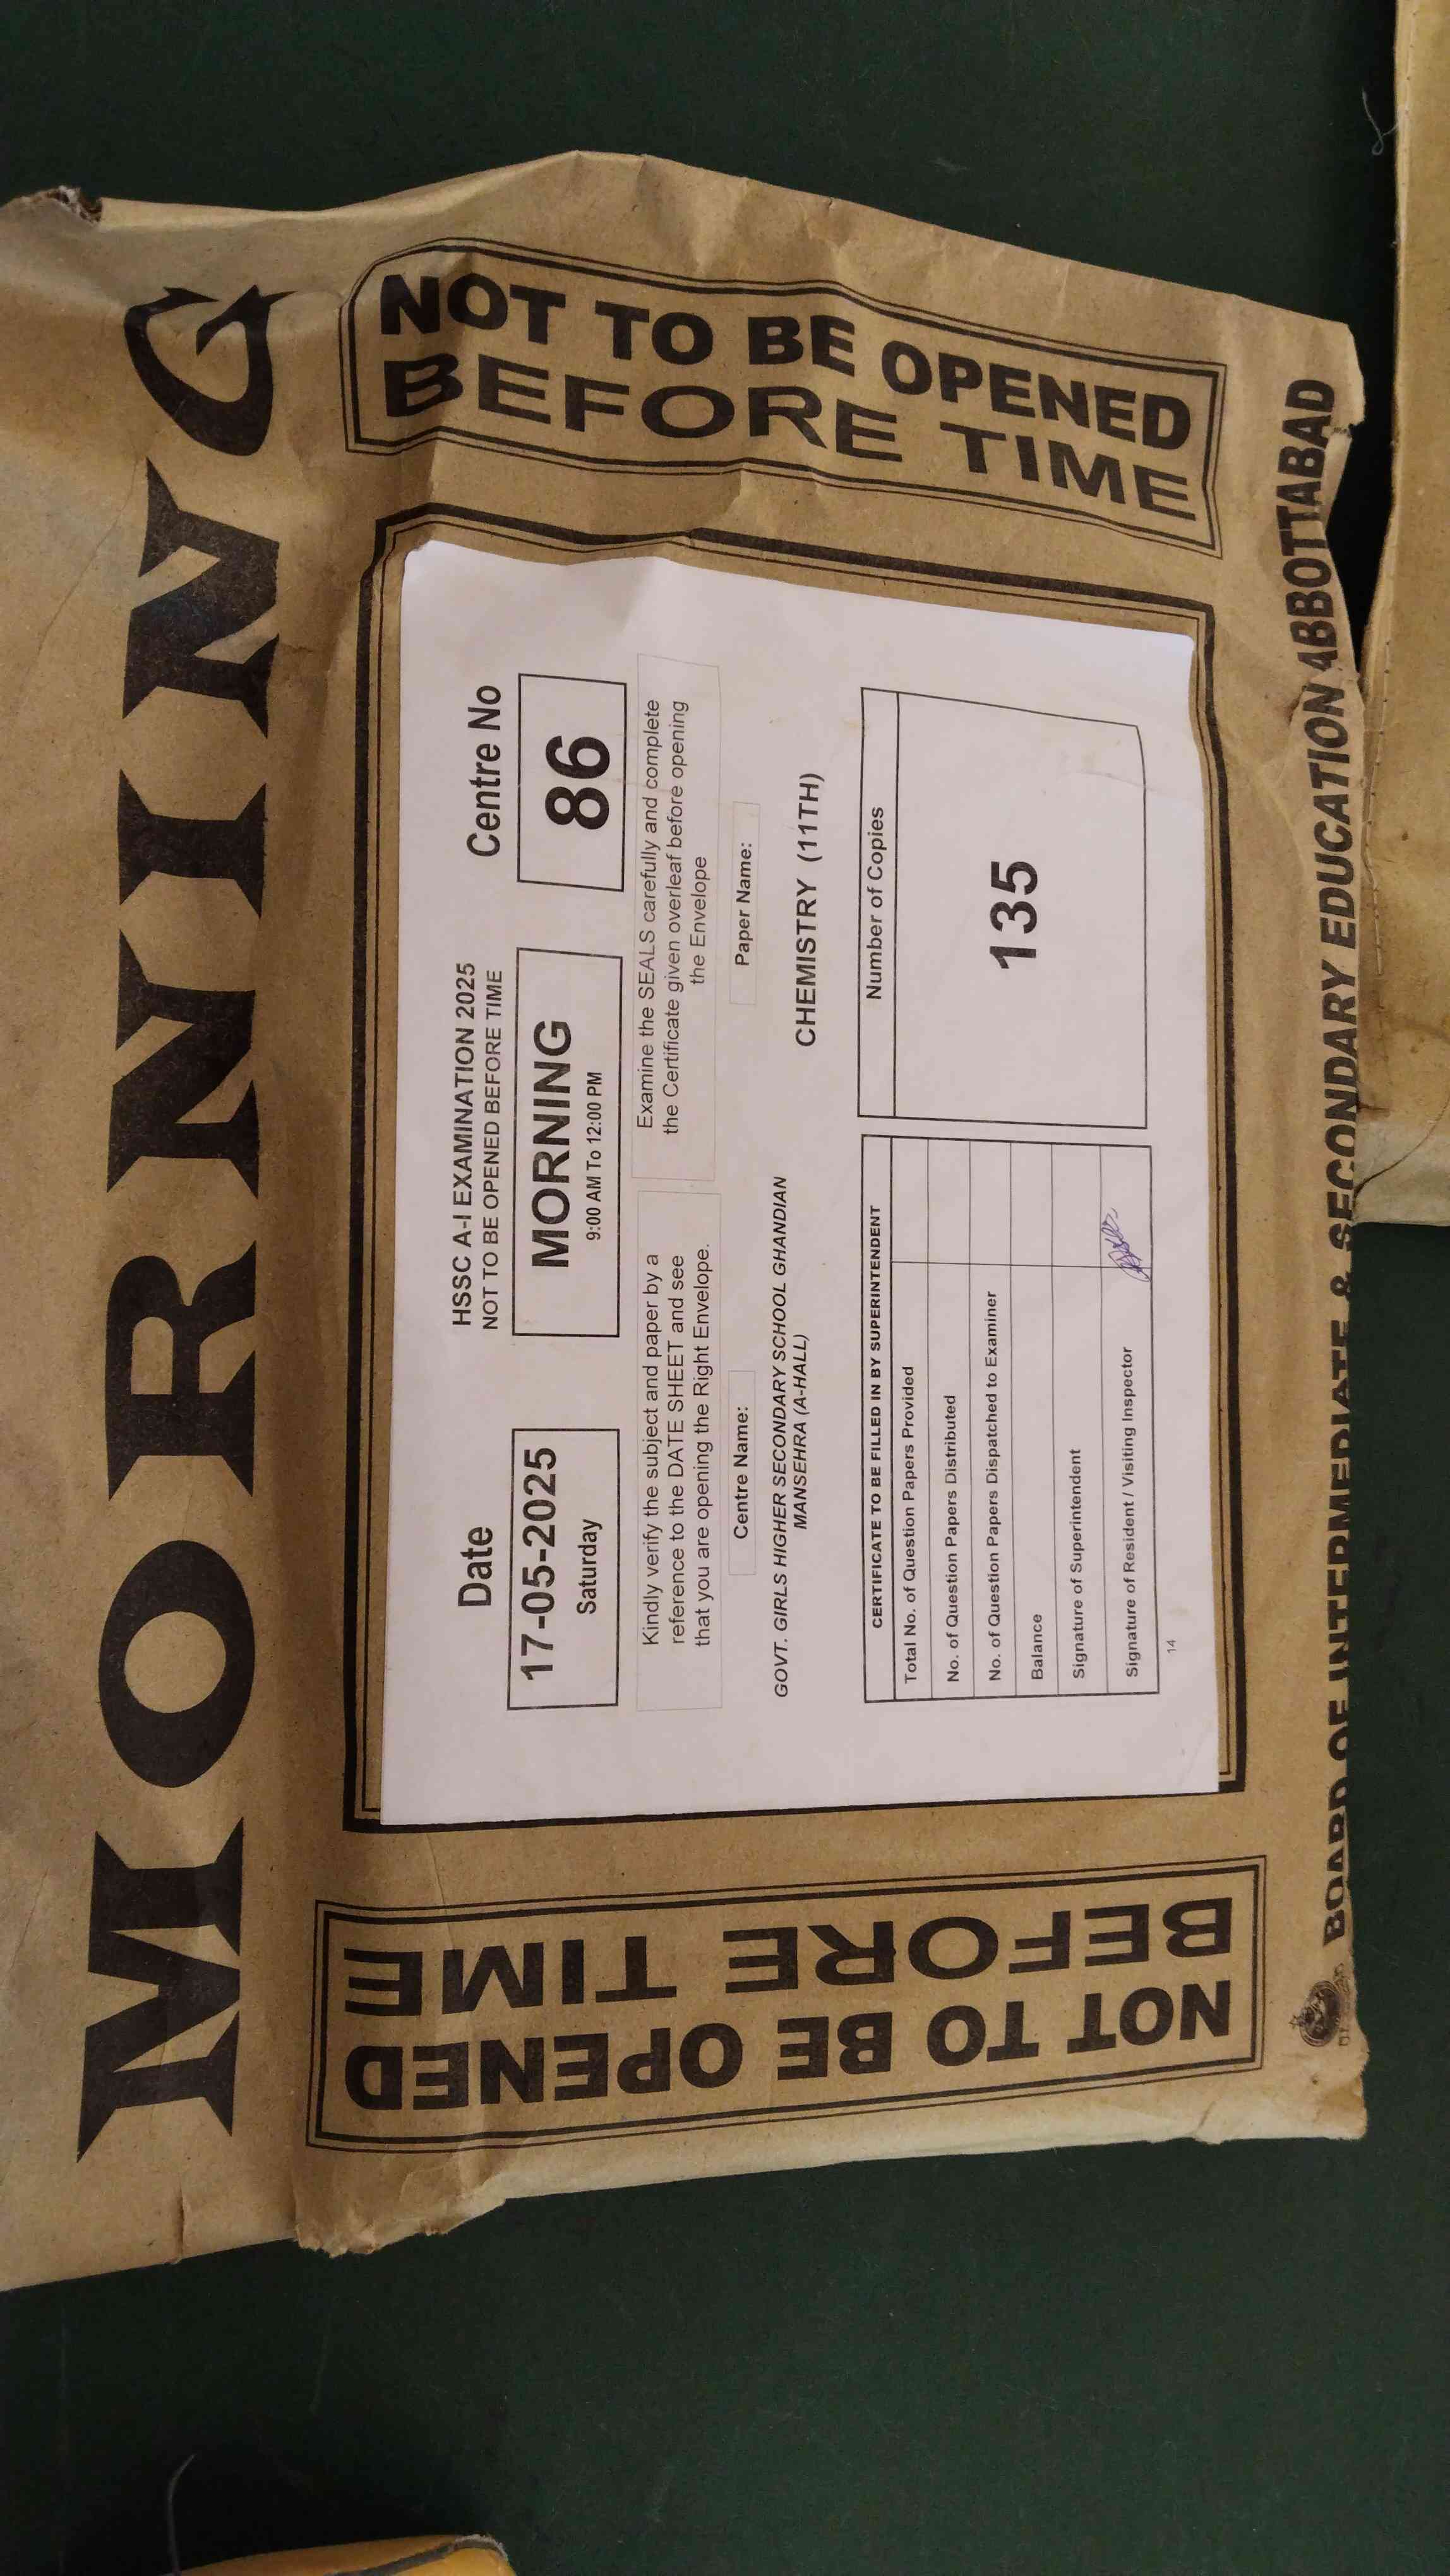 MORNING
NOT TO BE OPENED
BEFORE TIME
NOT TO BE OPENED
BEFORE TIME
Date
HSSC A-I EXAMINATION 2025
NOT TO BE OPENED BEFORE TIME
Centre No
17-05-2025
Saturday
MORNING
9:00 AM To 12:00 PM
86
Kindly verify the subject and paper by a
reference to the DATE SHEET and see
that you are opening the Right Envelope.
Examine the SEALS carefully and complete
the Certificate given overleaf before opening
the Envelope
Centre Name:
Paper Name:
GOVT. GIRLS HIGHER SECONDARY SCHOOL GHANDIAN
MANSEHRA (A-HALL)
CHEMISTRY (11TH)
CERTIFICATE TO BE FILLED IN BY SUPERINTENDENT
Total No. of Question Papers Provided
No. of Question Papers Distributed
No. of Question Papers Dispatched to Examiner
Balance
Signature of Superintendent
Signature of Resident / Visiting Inspector
Number of Copies
135
14
BOARD OF INTERMEDIATE & SECONDARY EDUCATION ABBOTTABAD